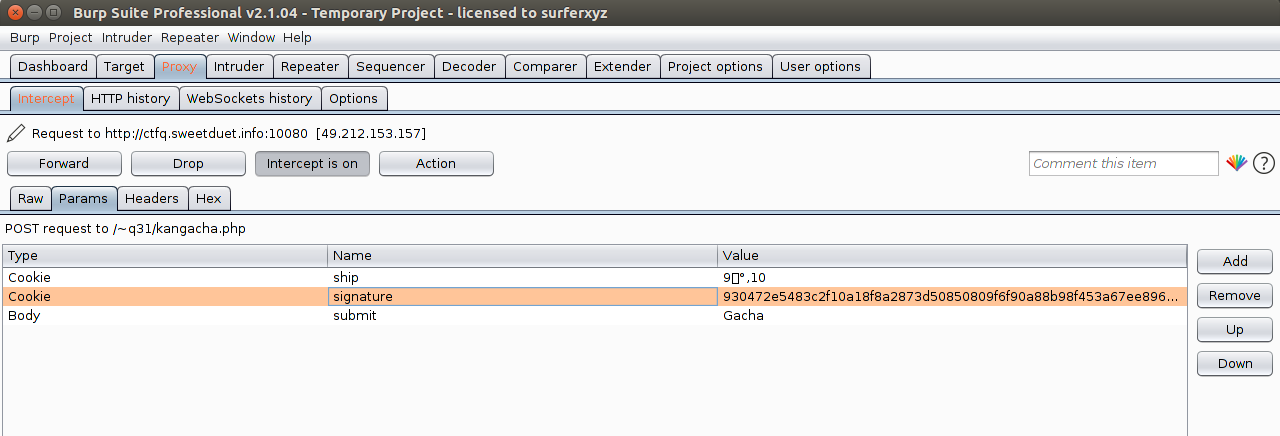 Burp Suite Professional v2.1.04 - Temporary Project - licensed to surferxyz
Burp Project Intruder Repeater Window Help
Dashboard Target Proxy Intruder Repeater Sequencer Decoder Comparer Extender Project options User options
Intercept HTTP history WebSockets history Options
Request to http://ctfq.sweetduet.info:10080 [49.212.153.157]
Forward Drop Intercept is on Action Comment this item ?
Raw Params Headers Hex
POST request to /~q31/kangacha.php
Type Name Value
Cookie ship 9▯°,10
Cookie signature 930472e5483c2f10a18f8a2873d50850809f6f90a88b98f453a67ee896...
Body submit Gacha
Add
Remove
Up
Down